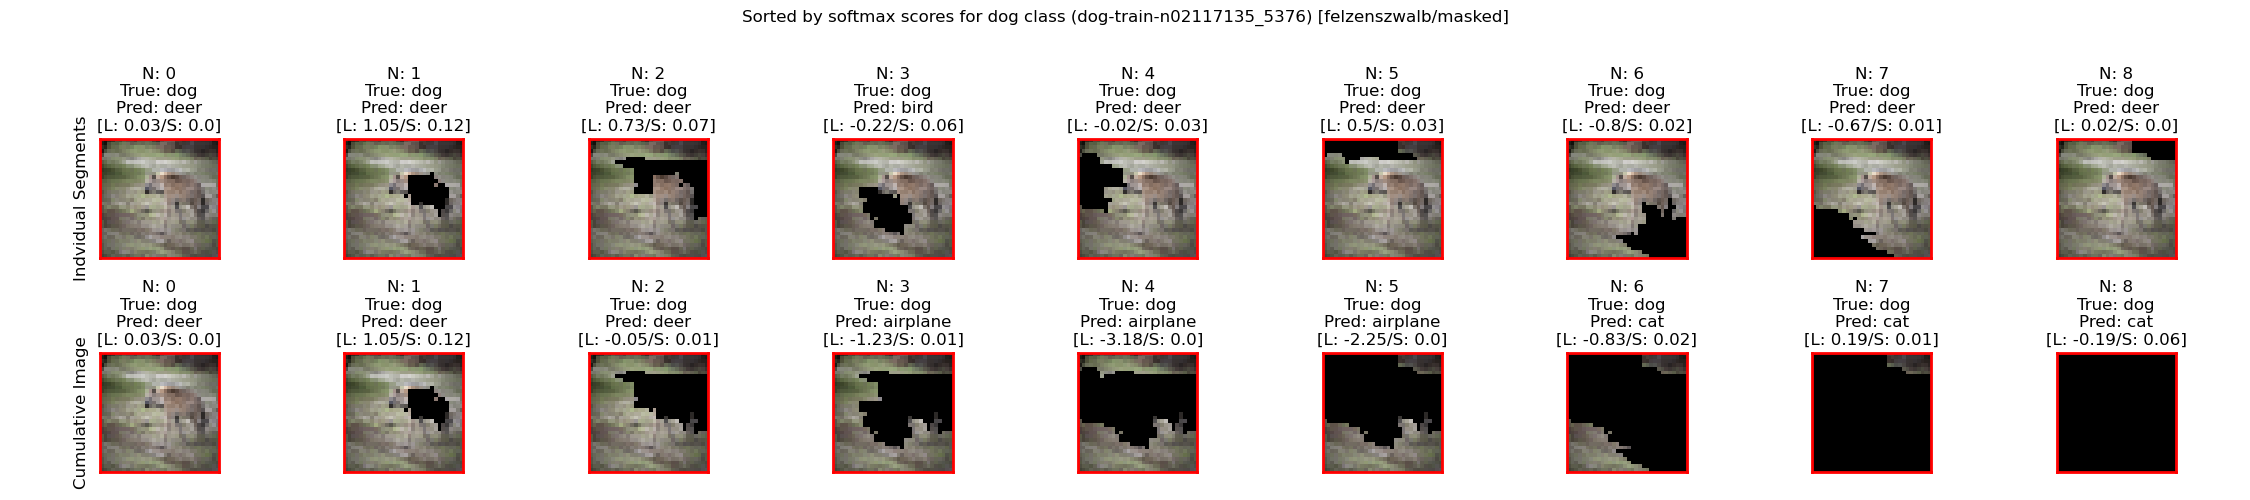 Sorted by softmax scores for dog class (dog-train-n02117135_5376) [felzenszwalb/masked]
Indvidual Segments
N: 0
True: dog
Pred: deer
[L: 0.03/S: 0.0]
N: 1
True: dog
Pred: deer
[L: 1.05/S: 0.12]
N: 2
True: dog
Pred: deer
[L: 0.73/S: 0.07]
N: 3
True: dog
Pred: bird
[L: -0.22/S: 0.06]
N: 4
True: dog
Pred: deer
[L: -0.02/S: 0.03]
N: 5
True: dog
Pred: deer
[L: 0.5/S: 0.03]
N: 6
True: dog
Pred: deer
[L: -0.8/S: 0.02]
N: 7
True: dog
Pred: deer
[L: -0.67/S: 0.01]
N: 8
True: dog
Pred: deer
[L: 0.02/S: 0.0]
Cumulative Image
N: 0
True: dog
Pred: deer
[L: 0.03/S: 0.0]
N: 1
True: dog
Pred: deer
[L: 1.05/S: 0.12]
N: 2
True: dog
Pred: deer
[L: -0.05/S: 0.01]
N: 3
True: dog
Pred: airplane
[L: -1.23/S: 0.01]
N: 4
True: dog
Pred: airplane
[L: -3.18/S: 0.0]
N: 5
True: dog
Pred: airplane
[L: -2.25/S: 0.0]
N: 6
True: dog
Pred: cat
[L: -0.83/S: 0.02]
N: 7
True: dog
Pred: cat
[L: 0.19/S: 0.01]
N: 8
True: dog
Pred: cat
[L: -0.19/S: 0.06]